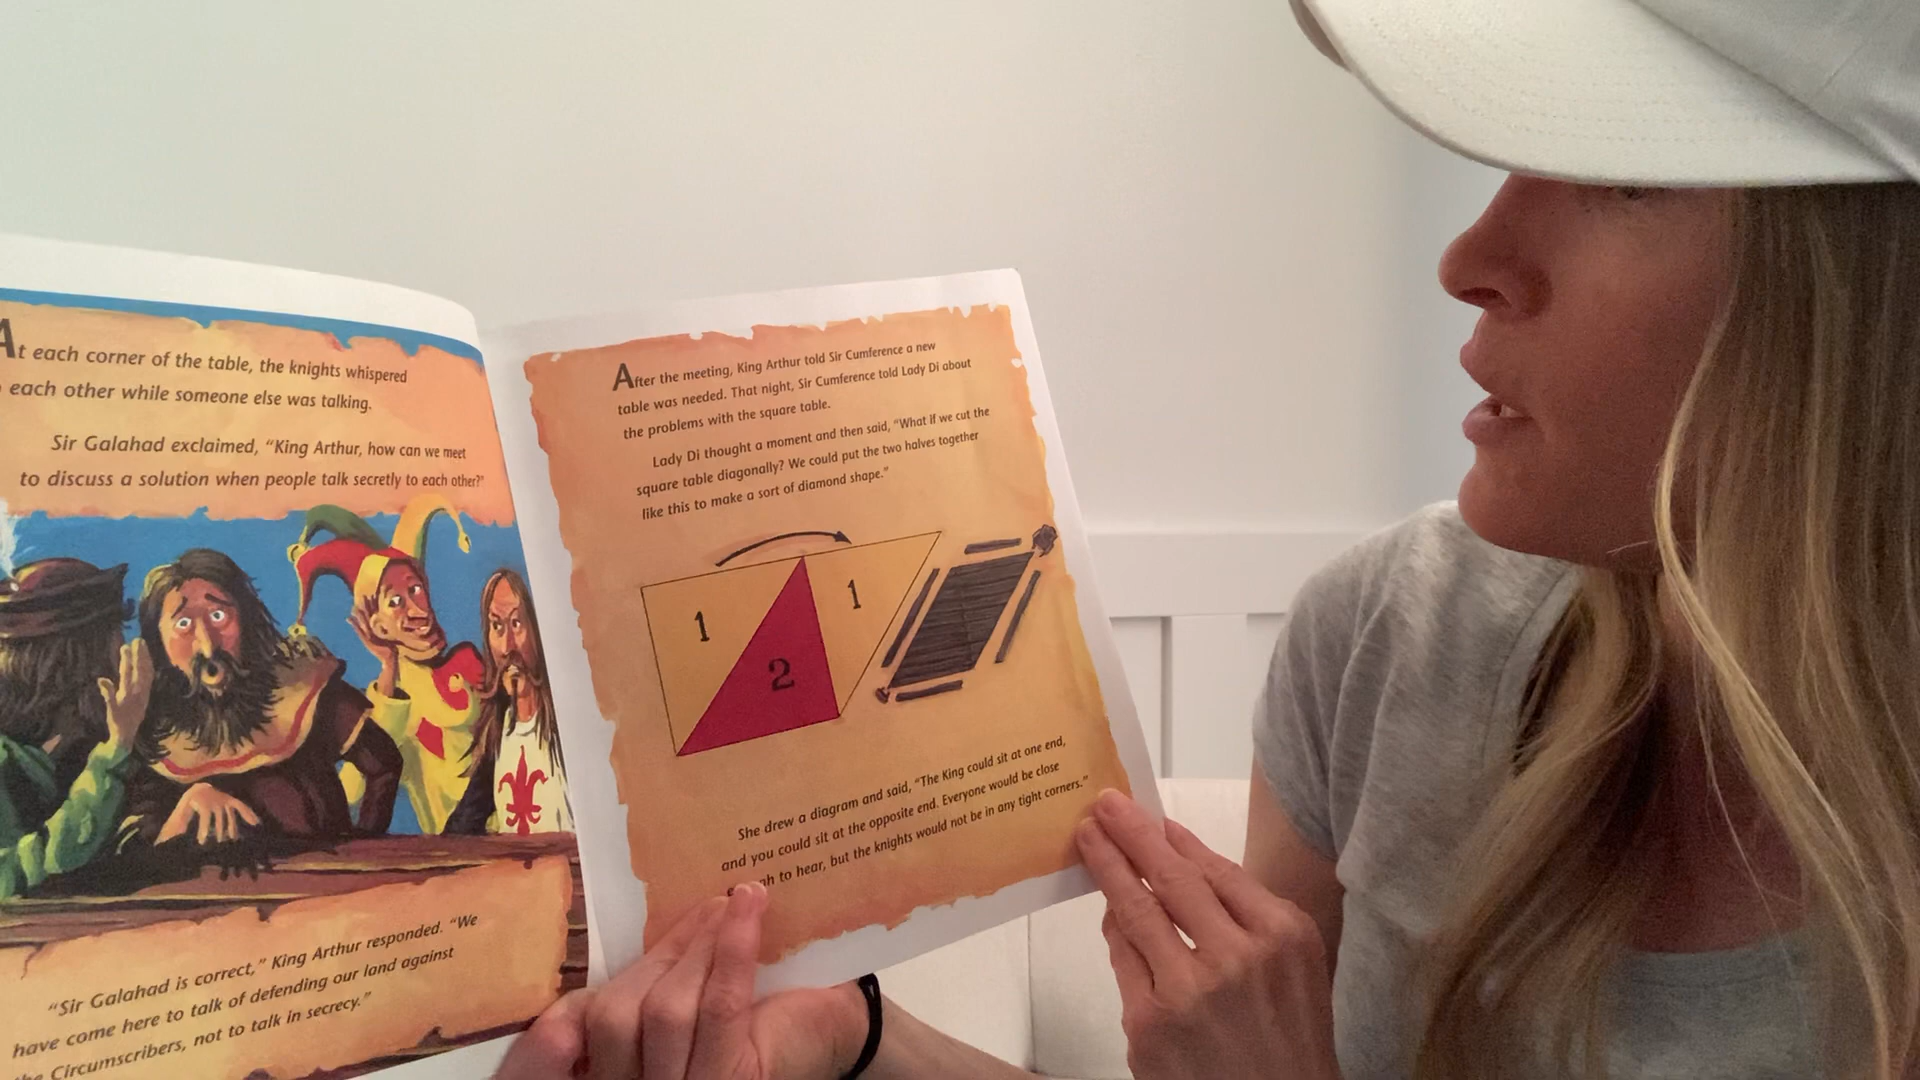 At each corner of the table, the knights whispered
each other while someone else was talking.
Sir Galahad exclaimed, “King Arthur, how can we meet
to discuss a solution when people talk secretly to each other?”
“Sir Galahad is correct,” King Arthur responded. “We
have come here to talk of defending our land against
Circumscribers, not to talk in secrecy.”
After the meeting, King Arthur told Sir Cumference a new
table was needed. That night, Sir Cumference told Lady Di about
the problems with the square table.
Lady Di thought a moment and then said, “What if we cut the
square table diagonally? We could put the two halves together
like this to make a sort of diamond shape.”
1
1
2
She drew a diagram and said, “The King could sit at one end,
and you could sit at the opposite end. Everyone would be close
to hear, but the knights would not be in any tight corners.”